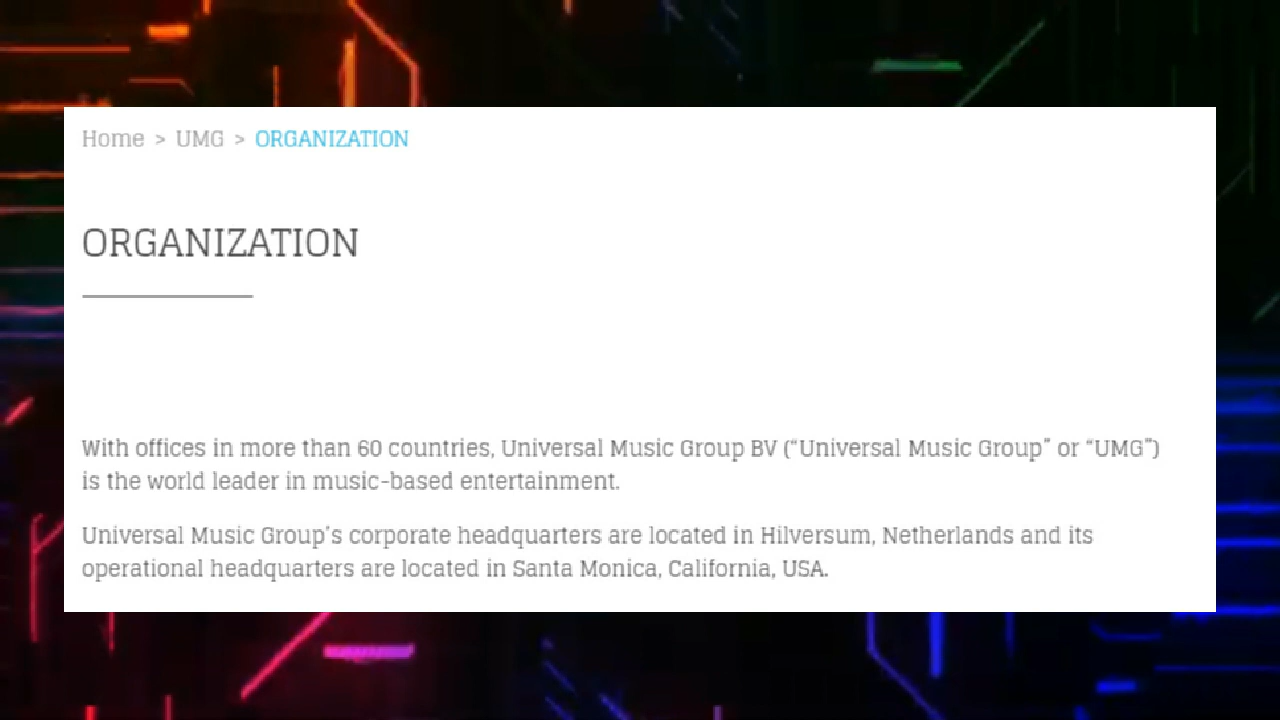 Home > UMG > ORGANIZATION
ORGANIZATION
With offices in more than 60 countries, Universal Music Group BV (“Universal Music Group” or “UMG”)
is the world leader in music-based entertainment.
Universal Music Group’s corporate headquarters are located in Hilversum, Netherlands and its
operational headquarters are located in Santa Monica, California, USA.